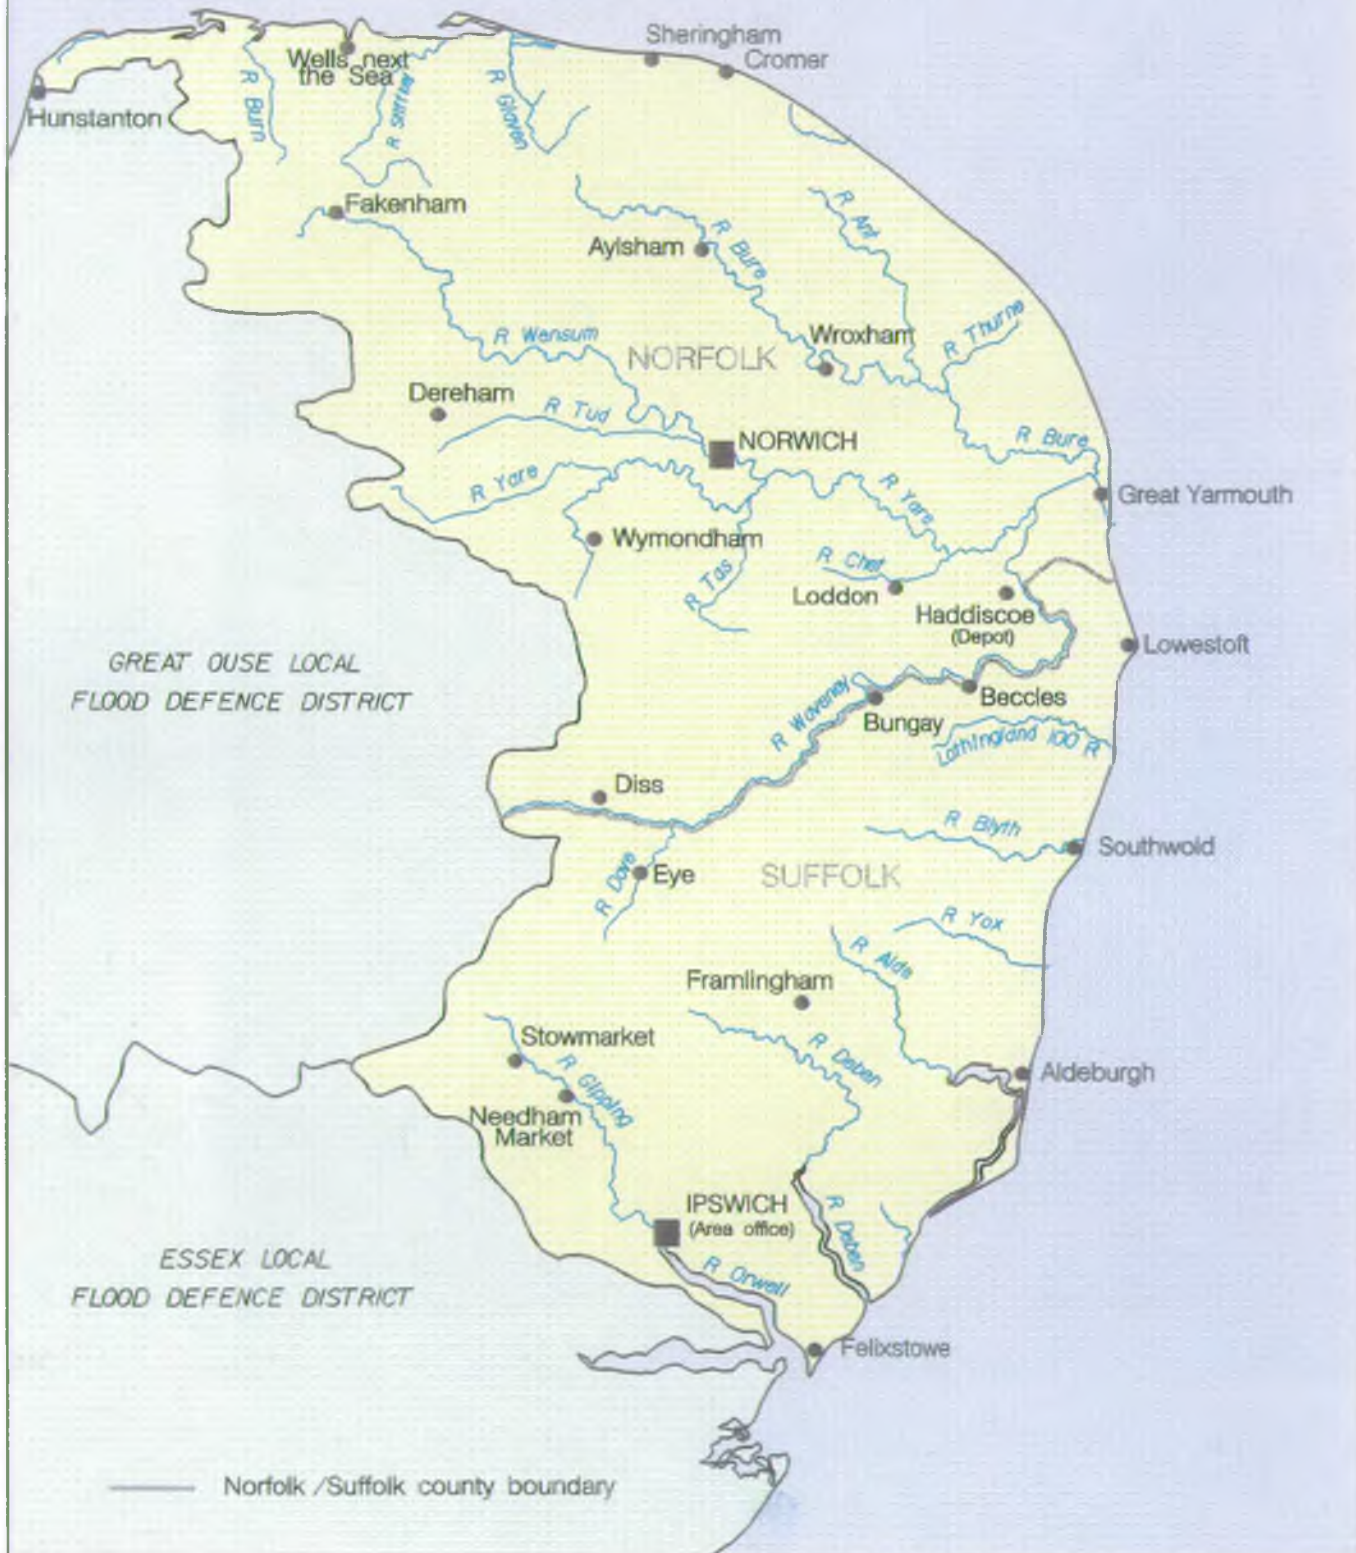 Sheringham
Cromer
Wells next
the Sea
Hunstanton
R Burn
R Stiffkey
R Glaven
Fakenham
Aylsham
R Bure
R Ant
R Thurne
Wroxham
R Wensum
NORFOLK
Dereham
R Tud
NORWICH
R Bure
R Yare
R Yare
Great Yarmouth
Wymondham
R Tas
R Chet
Loddon
Haddiscoe
(Depot)
Lowestoft
GREAT OUSE LOCAL
FLOOD DEFENCE DISTRICT
R Waveney
Beccles
Bungay
Lothingland 100 R
Diss
R Blyth
Southwold
R Dove
Eye
SUFFOLK
R Yox
R Alde
Framlingham
Stowmarket
R Deben
Aldeburgh
R Gipping
Needham
Market
IPSWICH
(Area office)
R Deben
R Orwell
ESSEX LOCAL
FLOOD DEFENCE DISTRICT
Felixstowe
Norfolk /Suffolk county boundary